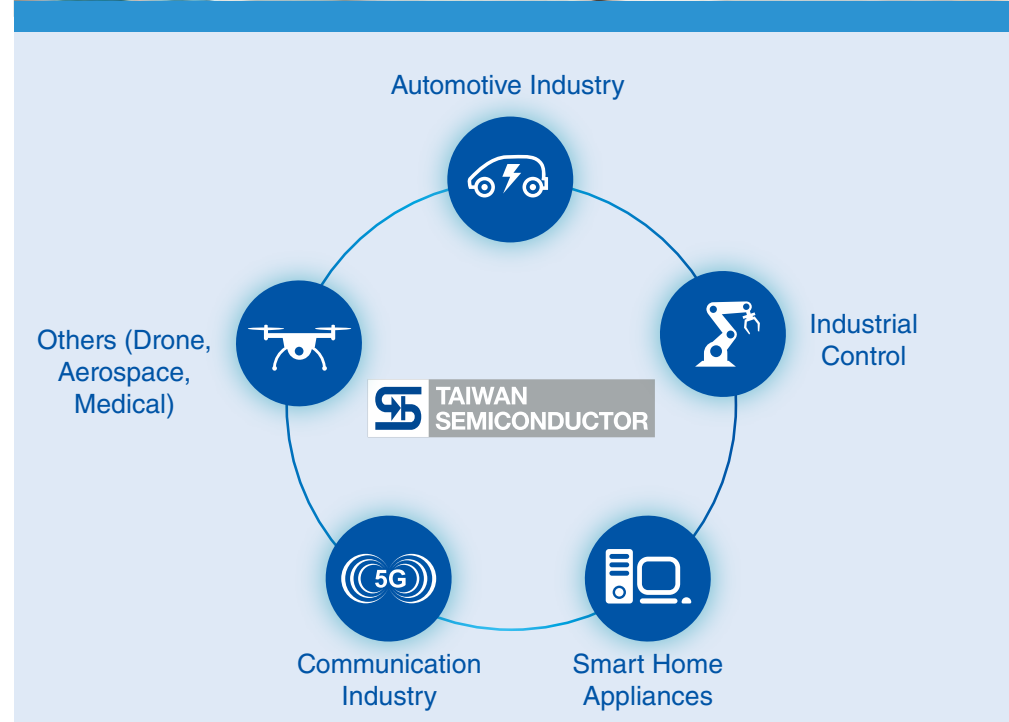 Automotive Industry
Industrial
Control
Others (Drone,
Aerospace,
Medical)
TAIWAN
SEMICONDUCTOR
5G
Communication
Industry
Smart Home
Appliances